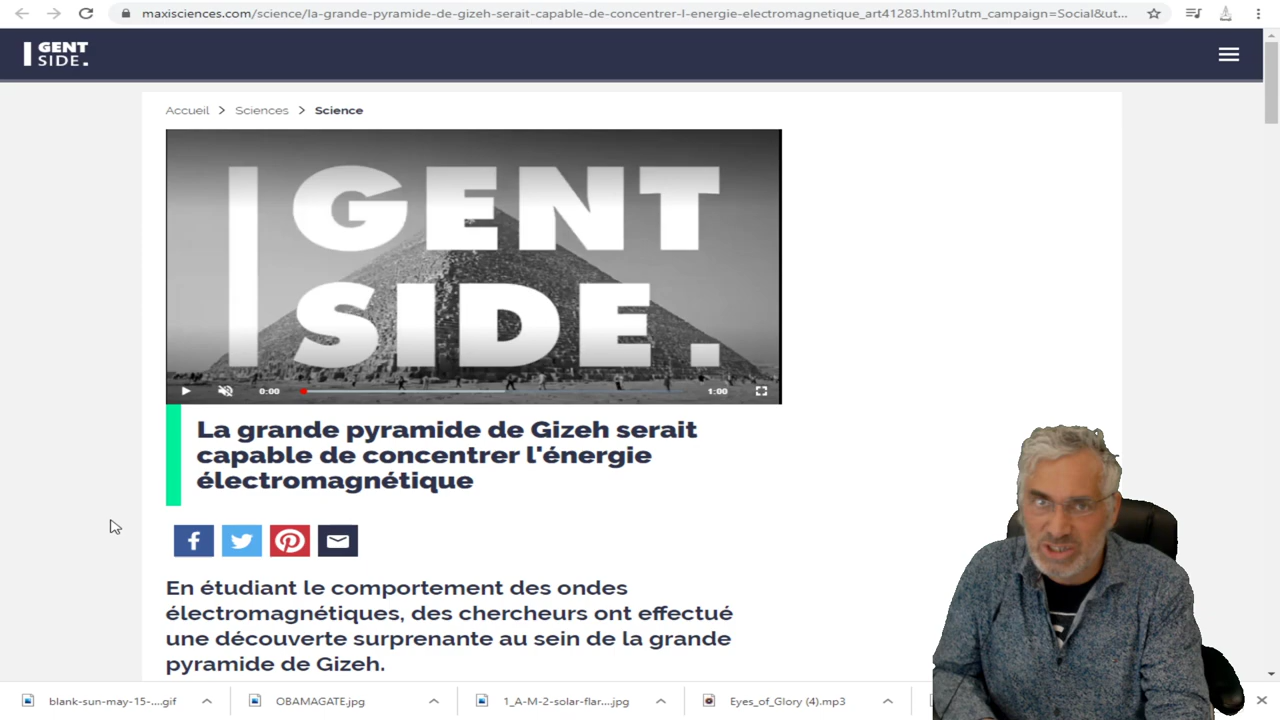 maxisciences.com/science/la-grande-pyramide-de-gizeh-serait-capable-de-concentrer-l-energie-electromagnetique_art41283.html?utm_campaign=Social&ut...
GENT
SIDE.
Accueil > Sciences > Science
GENT
SIDE.
0:00
1:00
La grande pyramide de Gizeh serait
capable de concentrer l'énergie
électromagnétique
En étudiant le comportement des ondes
électromagnétiques, des chercheurs ont effectué
une découverte surprenante au sein de la grande
pyramide de Gizeh.
blank-sun-may-15-....gif
OBAMAGATE.jpg
1_A-M-2-solar-flar....jpg
Eyes_of_Glory (4).mp3